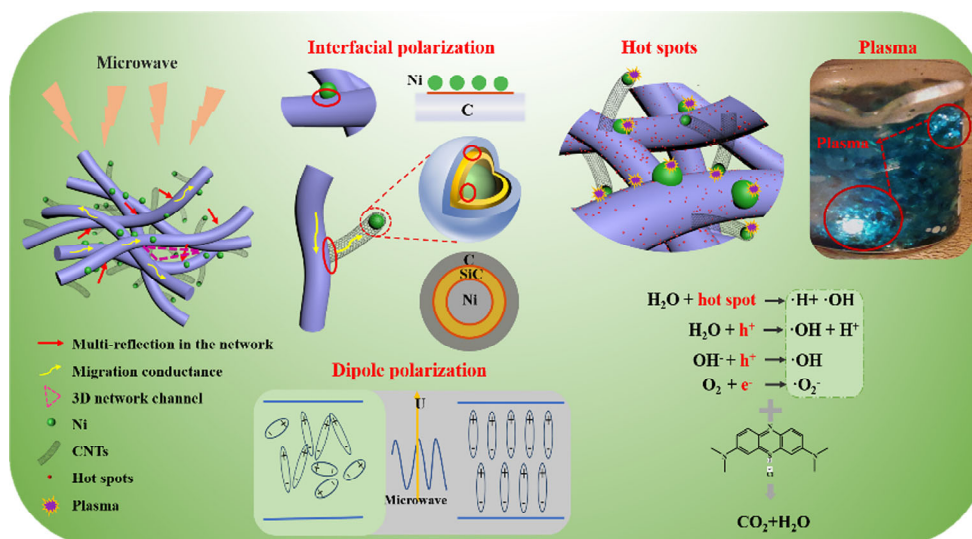 Microwave
Multi-reflection in the network
Migration conductance
3D network channel
Ni
CNTs
Hot spots
Plasma
Interfacial polarization
Ni
C
C
SiC
Ni
Dipole polarization
U
Microwave
Hot spots
Plasma
Plasma
H₂O + hot spot → ·H+ ·OH
H₂O + h⁺ → ·OH + H⁺
OH⁻ + h⁺ → ·OH
O₂ + e⁻ → ·O₂⁻
+
N
N
N
CO₂+H₂O